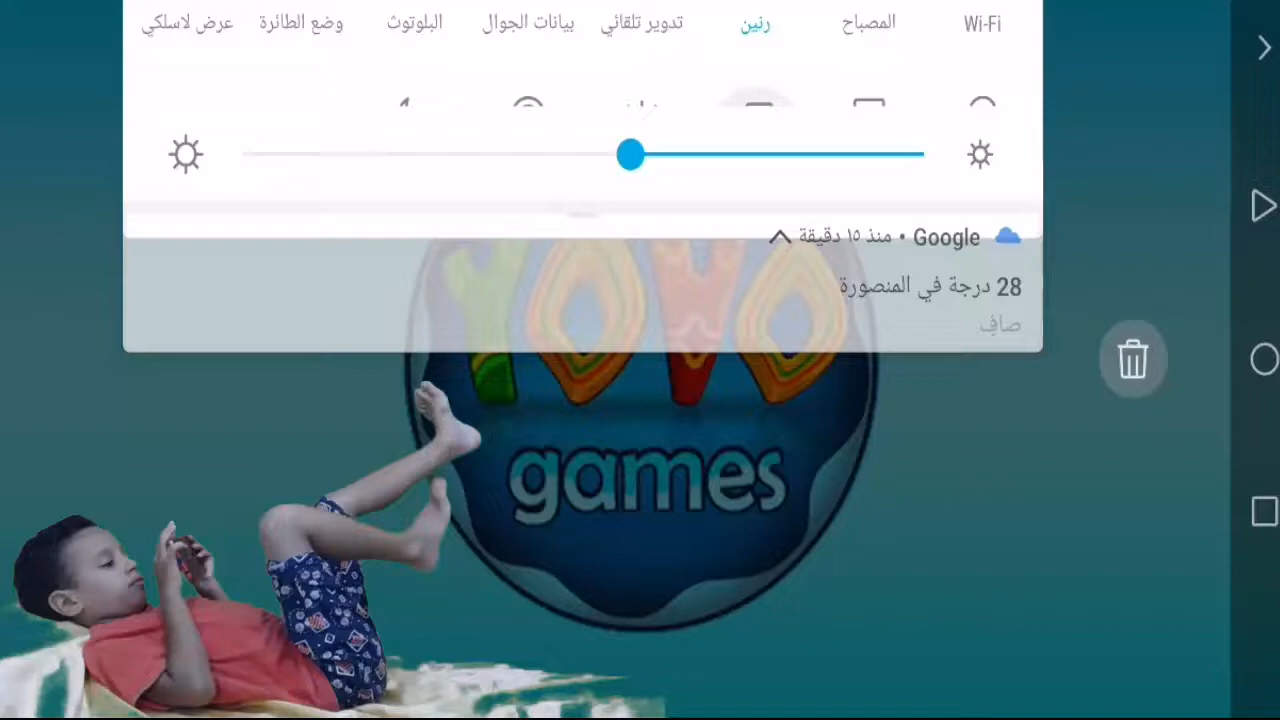 Wi-Fi المصباح رنين تدوير تلقائي بيانات الجوال البلوتوث وضع الطائرة عرض لاسلكي
Google • منذ ١٥ دقيقة
28 درجة في المنصورة
صافٍ
YOVO
games